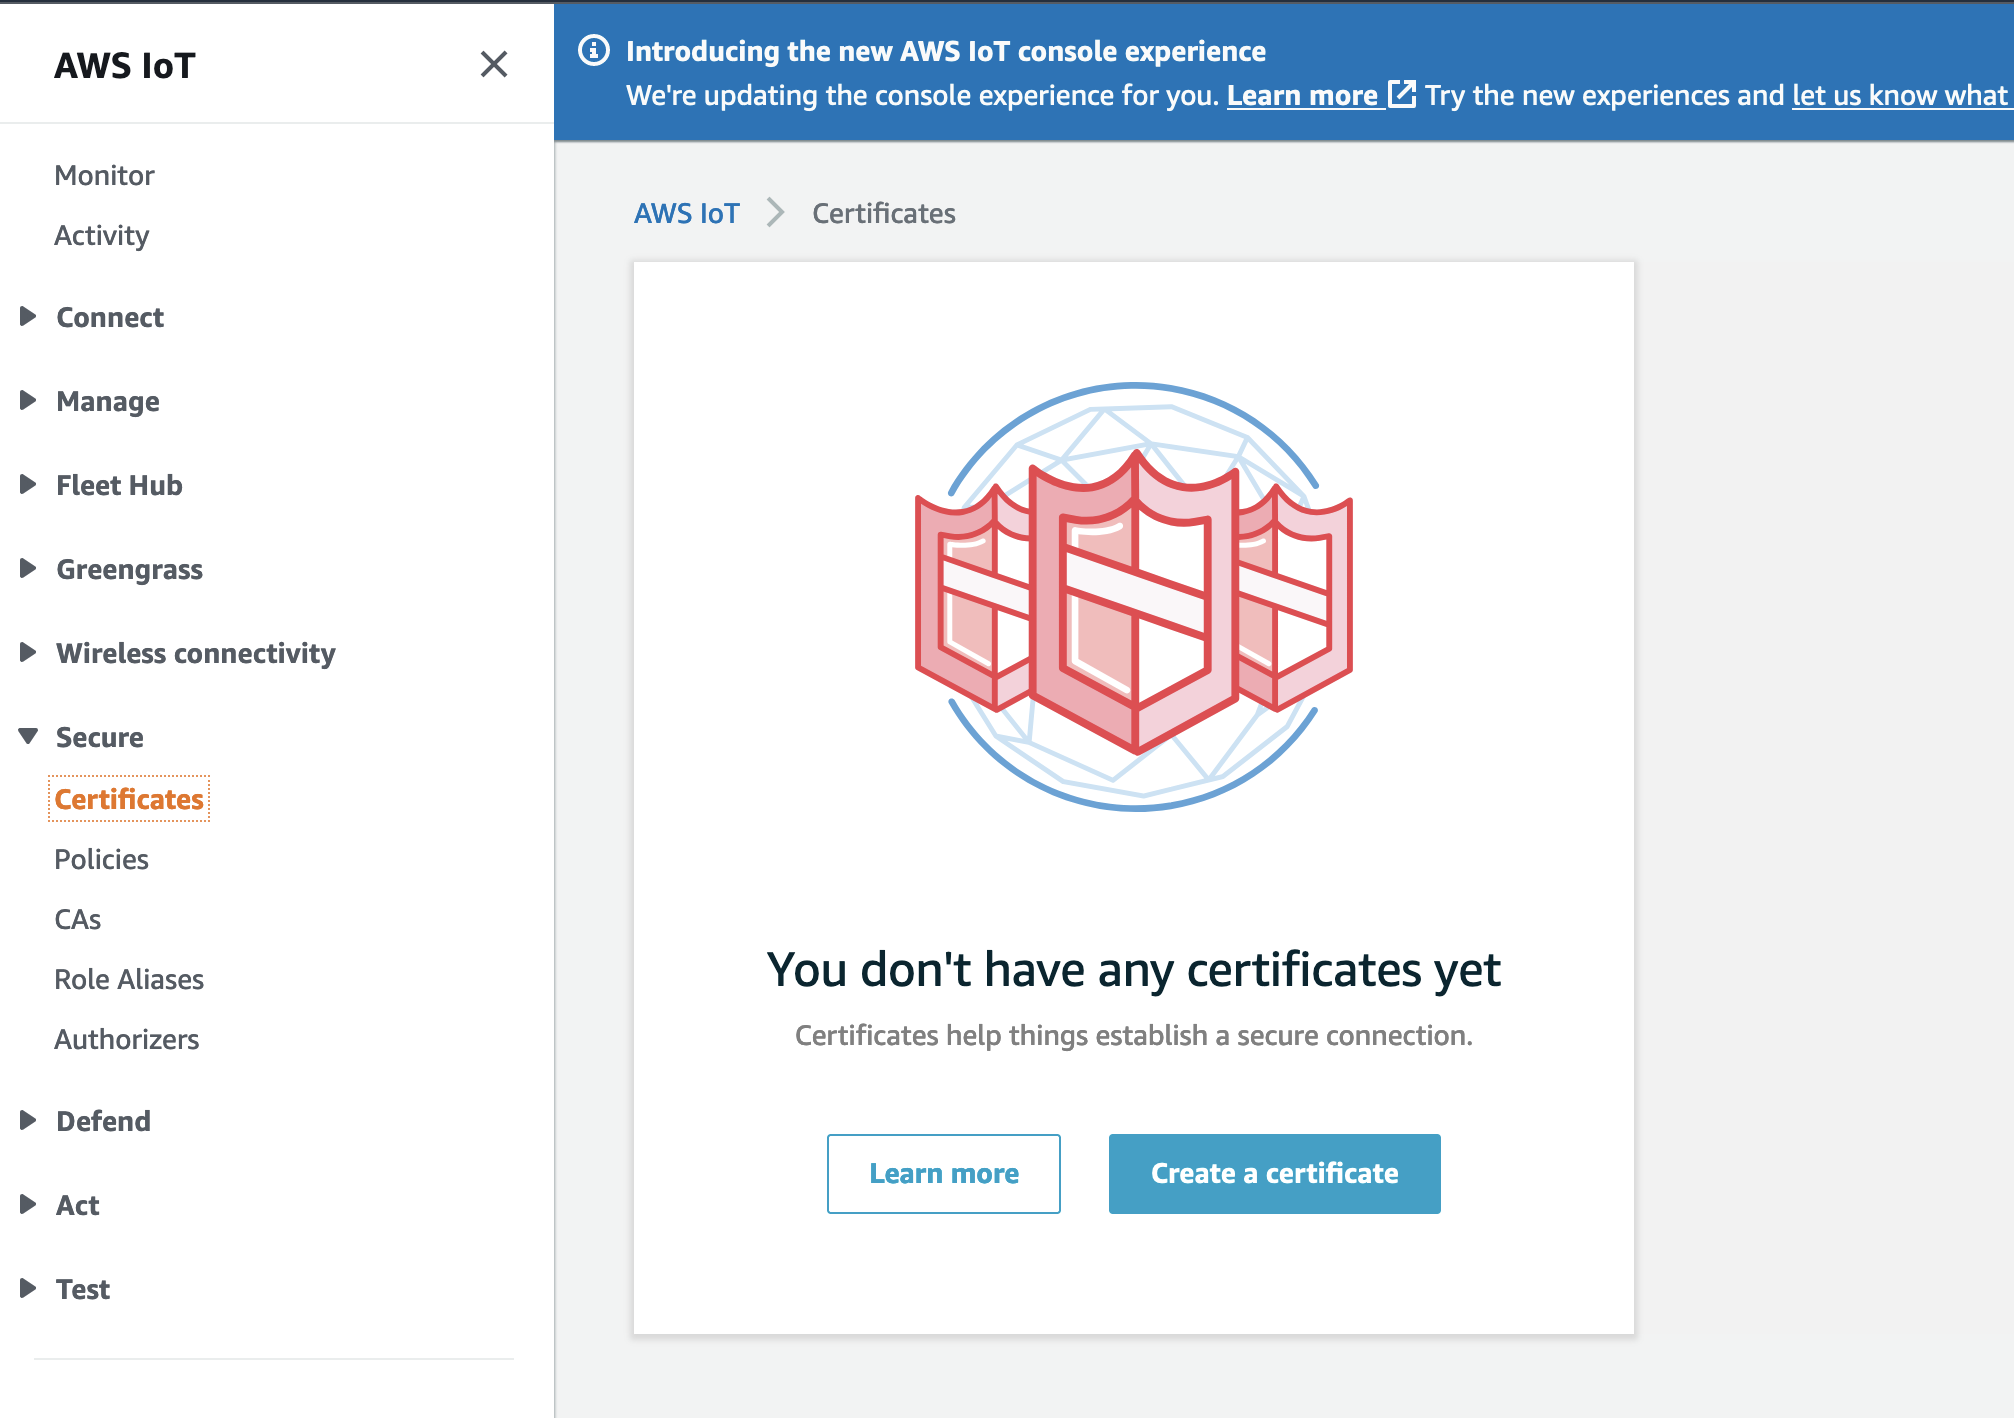 AWS IoT
Monitor
Activity
Connect
Manage
Fleet Hub
Greengrass
Wireless connectivity
Secure
Certificates
Policies
CAs
Role Aliases
Authorizers
Defend
Act
Test
Introducing the new AWS IoT console experience
We're updating the console experience for you. Learn more Try the new experiences and let us know what
AWS IoT Certificates
You don't have any certificates yet
Certificates help things establish a secure connection.
Learn more Create a certificate